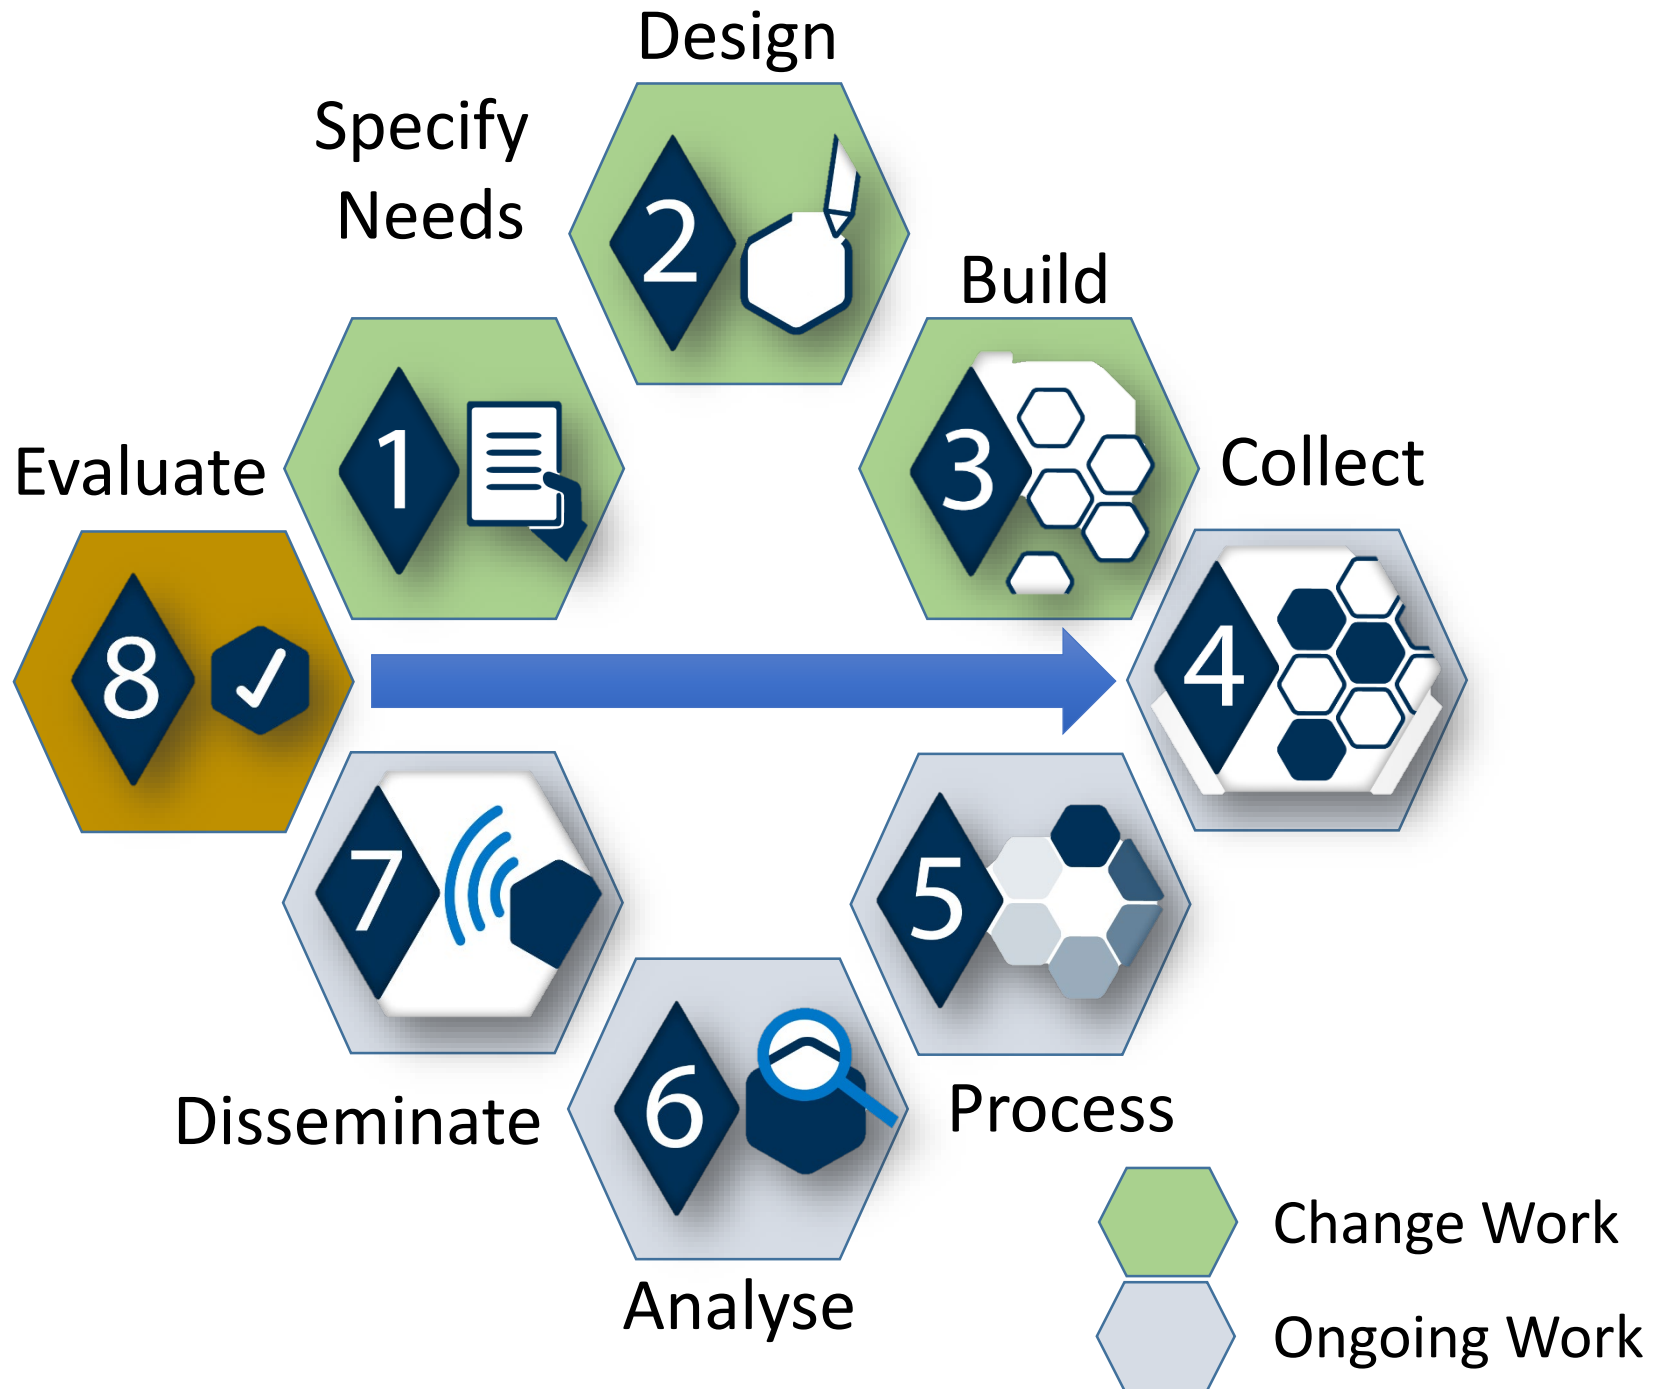 Design
Specify
Needs
2
Build
1
3
Evaluate
Collect
8
4
7
5
6
Disseminate
Process
Analyse
Change Work
Ongoing Work